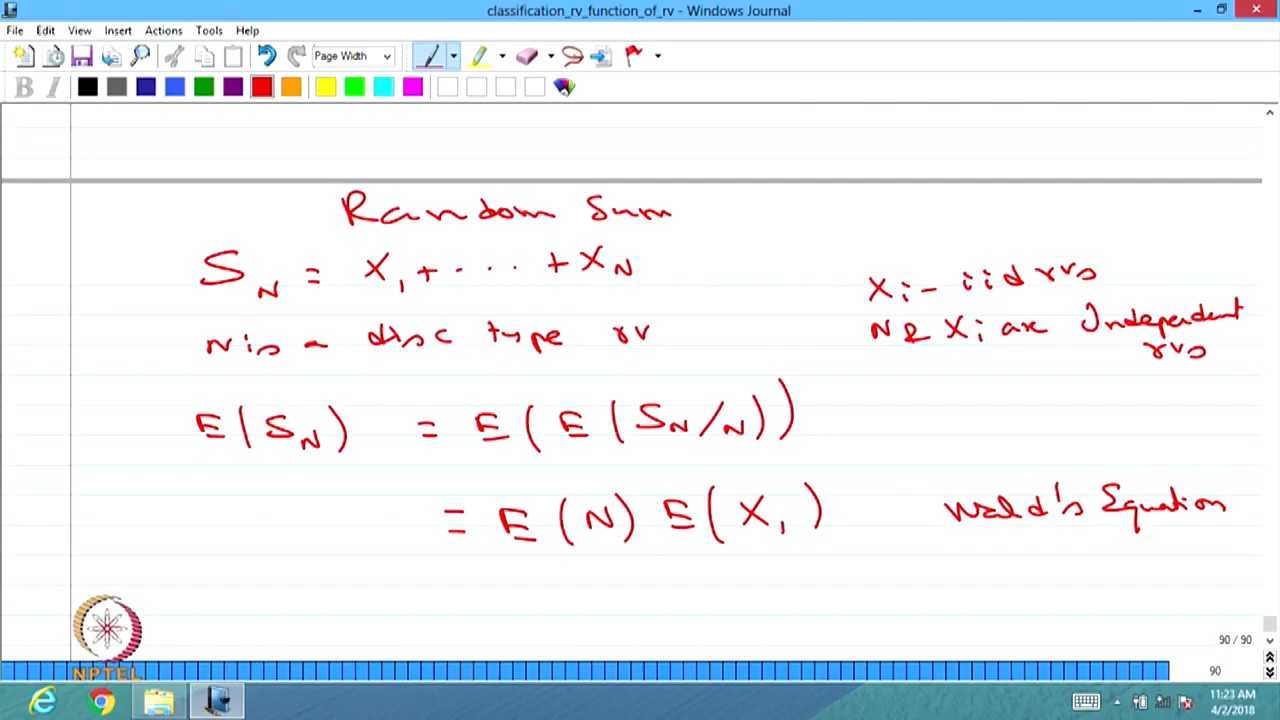 classification_rv_function_of_rv - Windows Journal
File Edit View Insert Actions Tools Help
Page Width
B I
Random Sum
S_N = X_1 + .... + X_N
X_i - iid rvs
N & X_i are Independent
rvs
N is a disc type rv
E(S_N) = E(E(S_N/N))
= E(N) E(X_1)
Wald's Equation
NPTEL
90 / 90
90
11:23 AM
4/2/2018